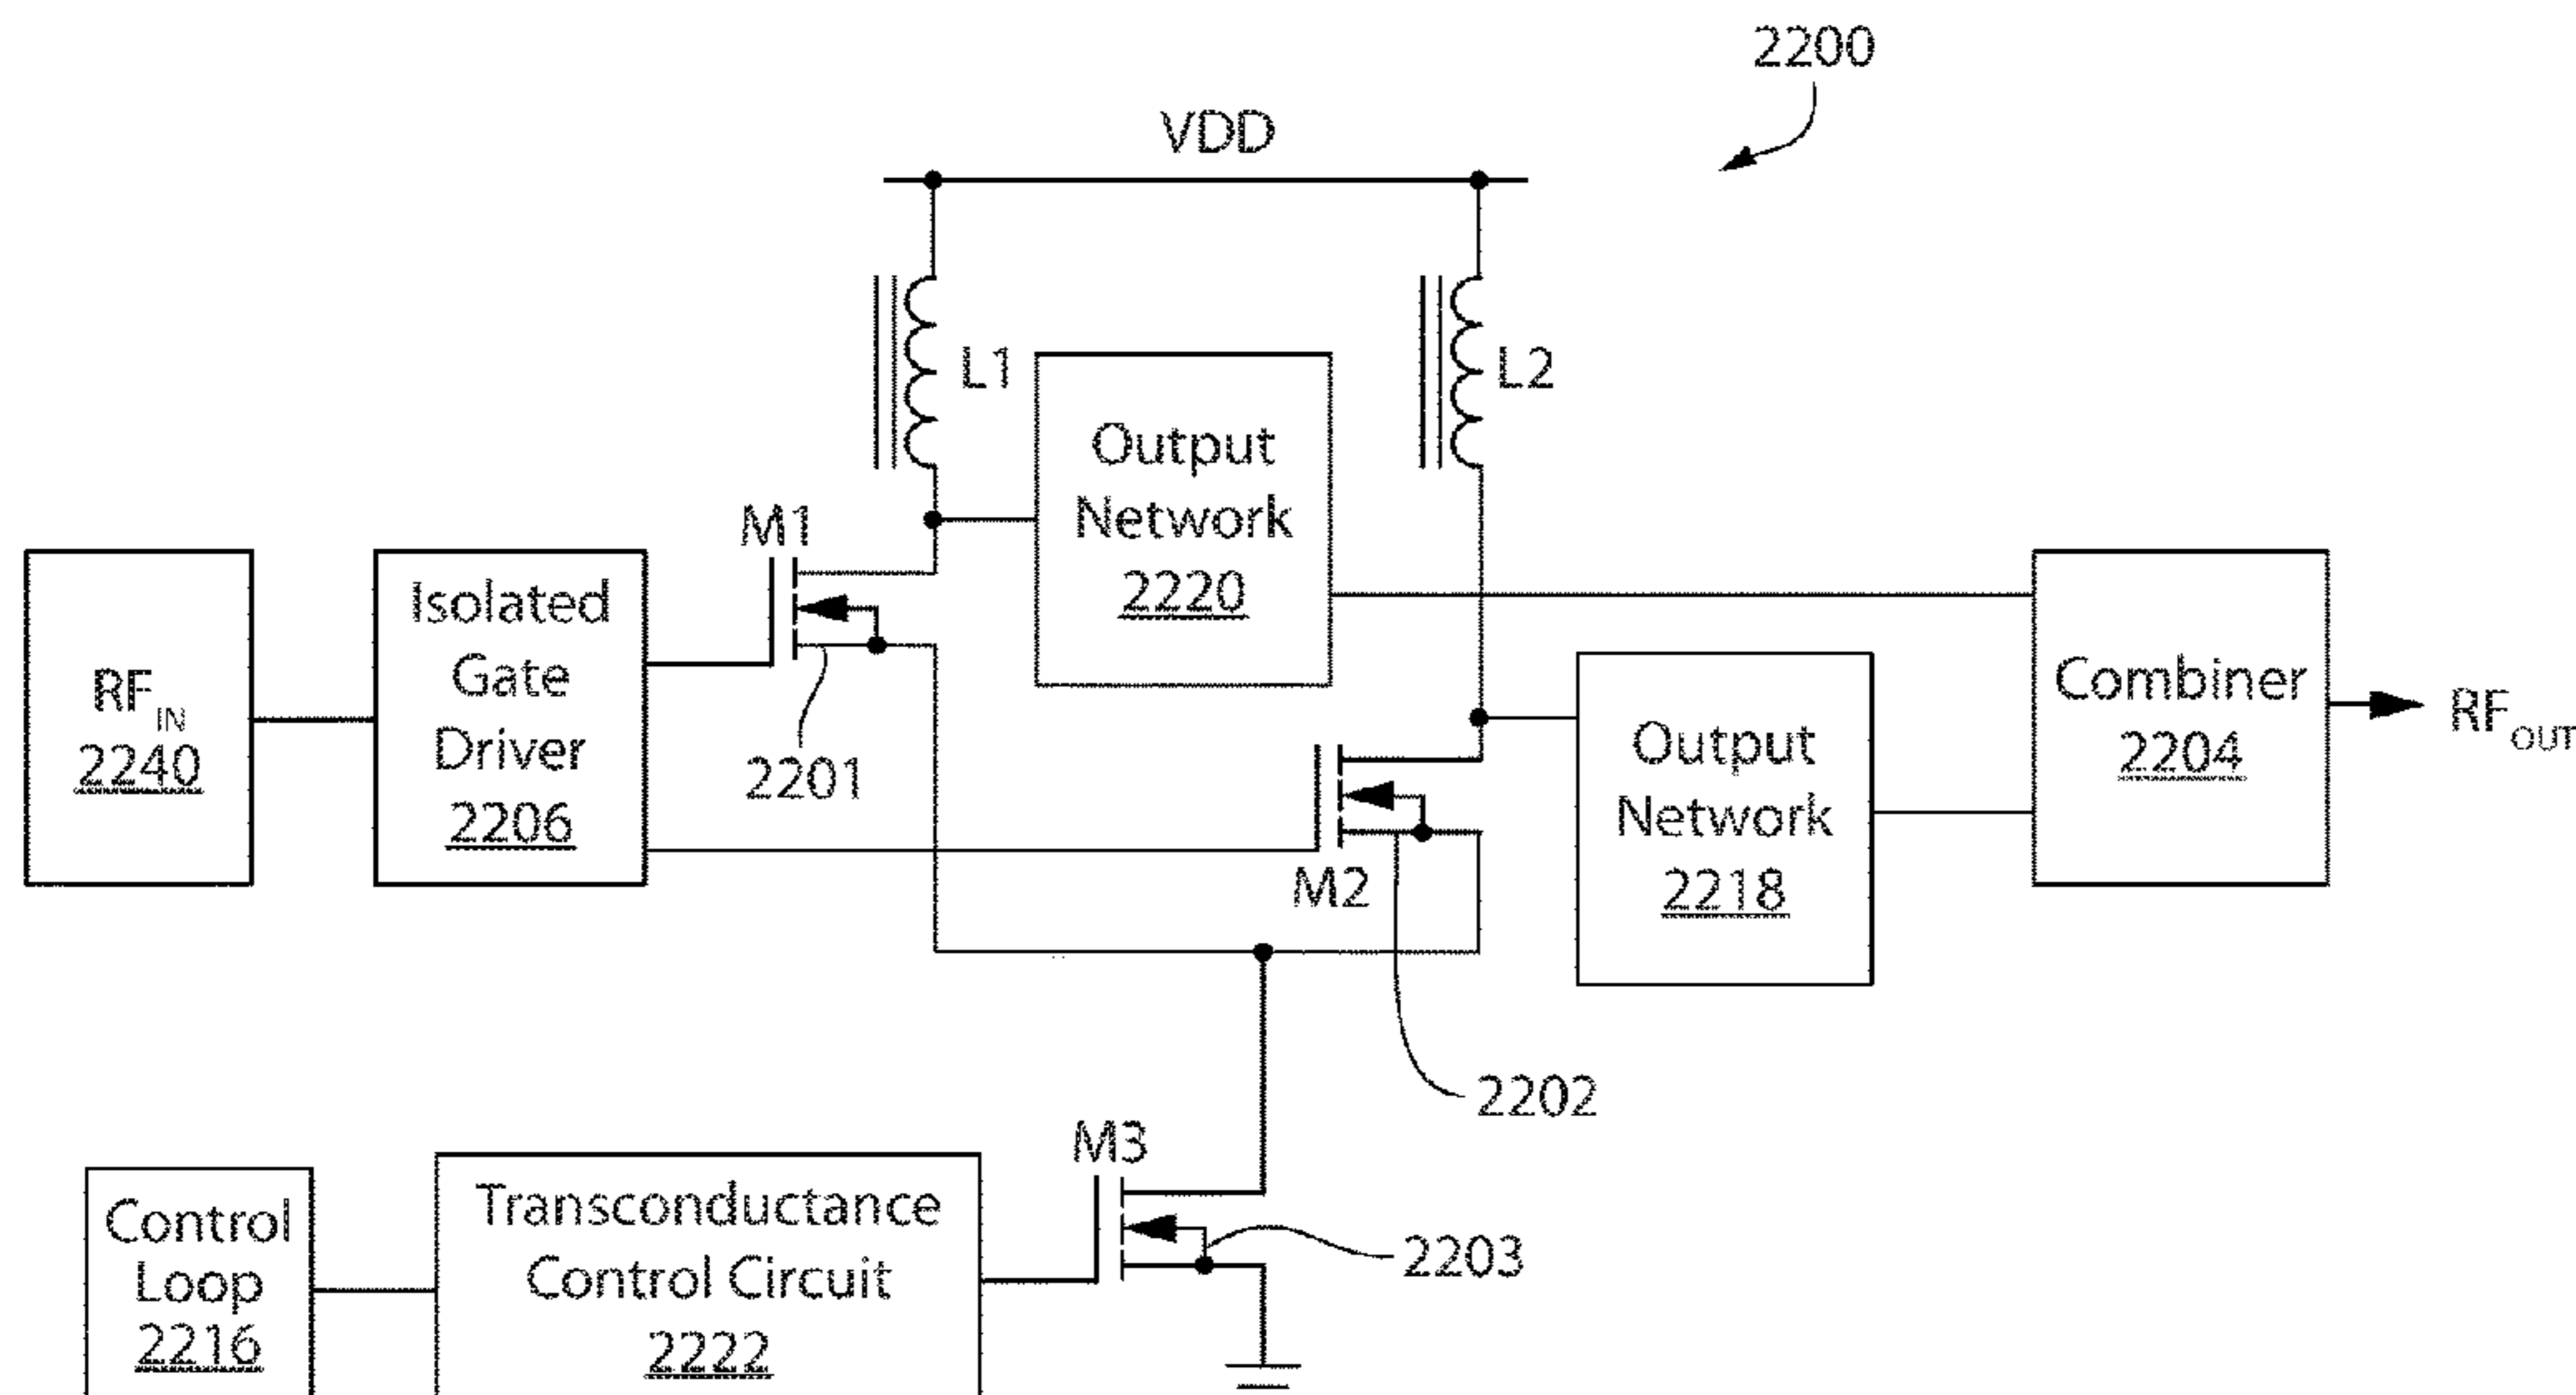 2200
VDD
L1
L2
Output
Network
2220
M1
RF IN
2240
Isolated
Gate
Driver
2206
2201
M2
2202
Output
Network
2218
Combiner
2204
RF OUT
Control
Loop
2216
Transconductance
Control Circuit
2222
M3
2203